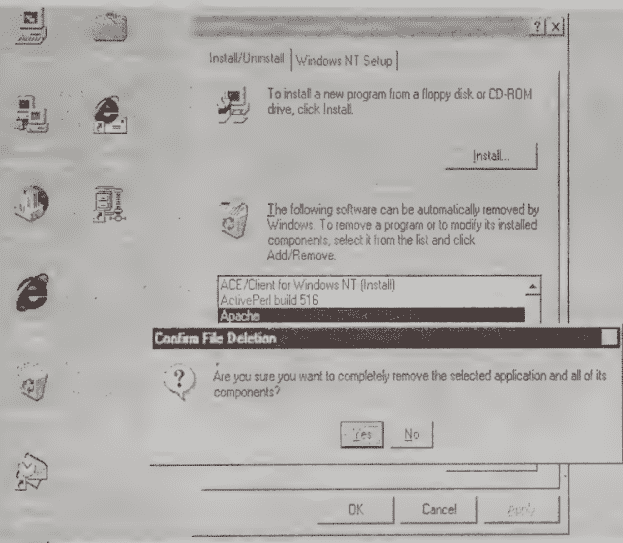 Install/Uninstall
Windows NT Setup
To install a new program from a floppy disk or CD-ROM
drive, click Install.
Install...
The following software can be automatically removed by
Windows. To remove a program or to modify its installed
components, select it from the list and click
Add/Remove.
ACE/Client for Windows NT (Install)
ActivePerl build 516
Apache
Confirm File Deletion
Are you sure you want to completely remove the selected application and all of its
components?
Yes
No
OK
Cancel
Apply